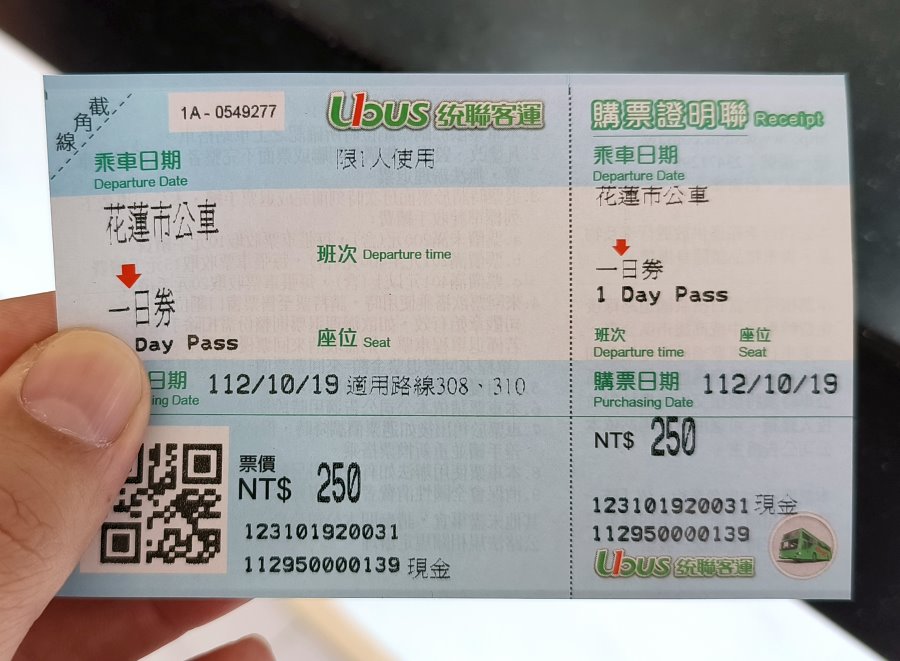 截角線
1A - 0549277
Ubus 統聯客運
乘車日期
Departure Date
限1人使用
花蓮市公車
班次 Departure time
一日券
Day Pass
座位 Seat
日期 112/10/19 適用路線308、310
ing Date
票價
NT$ 250
123101920031
112950000139 現金
購票證明聯 Receipt
乘車日期
Departure Date
花蓮市公車
一日券
1 Day Pass
班次 座位
Departure time Seat
購票日期 112/10/19
Purchasing Date
NT$ 250
123101920031 現金
112950000139
Ubus 統聯客運